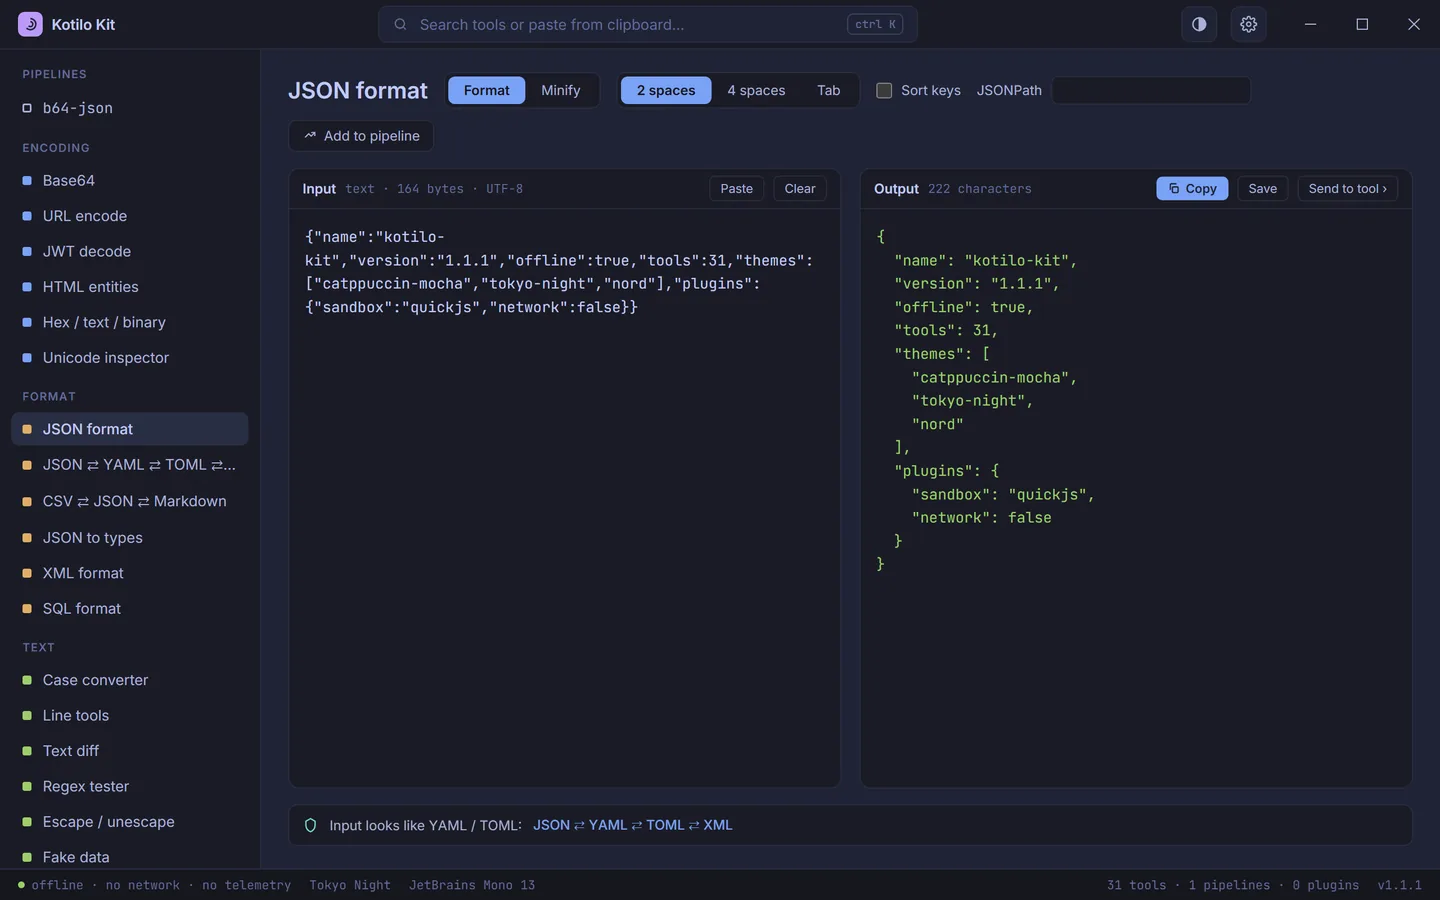 Kotilo Kit
Search tools or paste from clipboard...
ctrl K
PIPELINES
b64-json
ENCODING
Base64
URL encode
JWT decode
HTML entities
Hex / text / binary
Unicode inspector
FORMAT
JSON format
JSON ⇄ YAML ⇄ TOML ⇄...
CSV ⇄ JSON ⇄ Markdown
JSON to types
XML format
SQL format
TEXT
Case converter
Line tools
Text diff
Regex tester
Escape / unescape
Fake data
JSON format
Format
Minify
2 spaces
4 spaces
Tab
Sort keys
JSONPath
Add to pipeline
Input text · 164 bytes · UTF-8
Paste
Clear
{"name":"kotilo-
kit","version":"1.1.1","offline":true,"tools":31,"themes":
["catppuccin-mocha","tokyo-night","nord"],"plugins":
{"sandbox":"quickjs","network":false}}
Output 222 characters
Copy
Save
Send to tool ›
{
  "name": "kotilo-kit",
  "version": "1.1.1",
  "offline": true,
  "tools": 31,
  "themes": [
    "catppuccin-mocha",
    "tokyo-night",
    "nord"
  ],
  "plugins": {
    "sandbox": "quickjs",
    "network": false
  }
}
Input looks like YAML / TOML: JSON ⇄ YAML ⇄ TOML ⇄ XML
offline · no network · no telemetry Tokyo Night JetBrains Mono 13
31 tools · 1 pipelines · 0 plugins v1.1.1